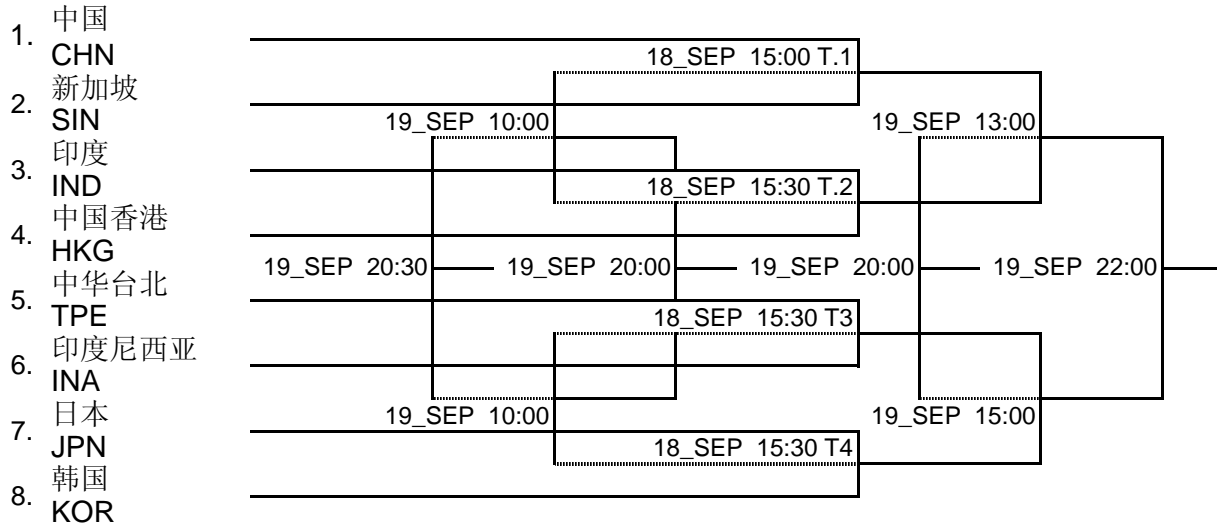 1. 中国
CHN
2. 新加坡
SIN
3. 印度
IND
4. 中国香港
HKG
5. 中华台北
TPE
6. 印度尼西亚
INA
7. 日本
JPN
8. 韩国
KOR
18_SEP 15:00 T.1
19_SEP 10:00
19_SEP 13:00
18_SEP 15:30 T.2
19_SEP 20:30
19_SEP 20:00
19_SEP 20:00
19_SEP 22:00
18_SEP 15:30 T3
19_SEP 10:00
19_SEP 15:00
18_SEP 15:30 T4